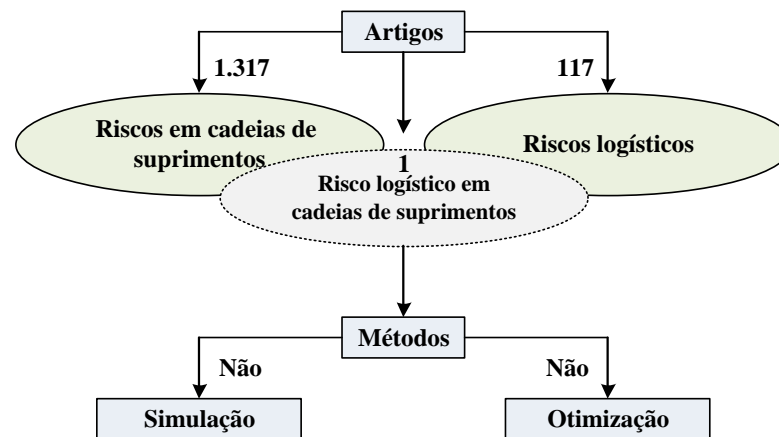 Artigos
1.317
117
Riscos em cadeias de
suprimentos
Riscos logísticos
1
Risco logístico em
cadeias de suprimentos
Métodos
Não
Não
Simulação
Otimização